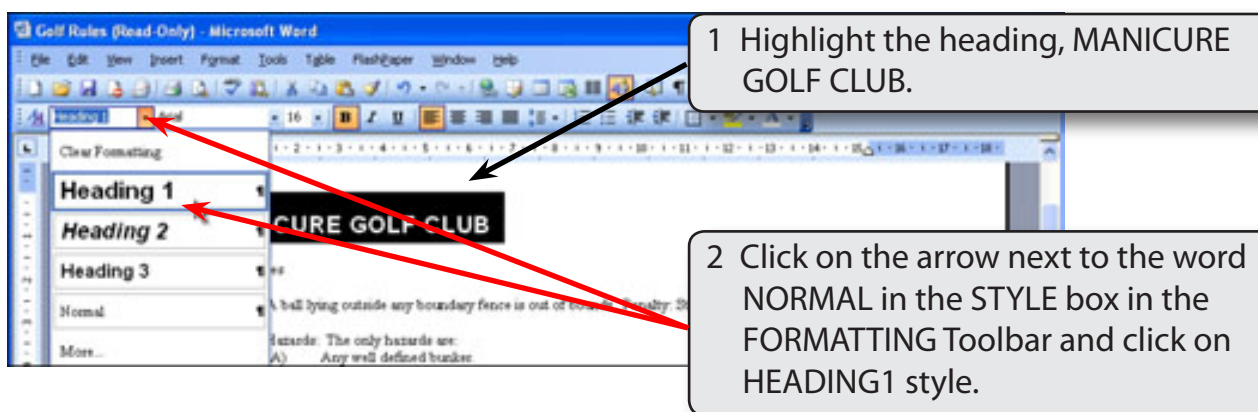 Golf Rules (Read-Only) - Microsoft Word
File Edit View Insert Format Tools Table FlashPaper Window Help
1 Highlight the heading, MANICURE
GOLF CLUB.
Heading 1 Arial 16 B I U
Clear Formatting
Heading 1
Heading 2
Heading 3
Normal
More...
CURE GOLF CLUB
A ball lying outside any boundary fence is out of bounds. Penalty:
Hazards: The only hazards are:
A) Any well defined bunker.
2 Click on the arrow next to the word
NORMAL in the STYLE box in the
FORMATTING Toolbar and click on
HEADING1 style.